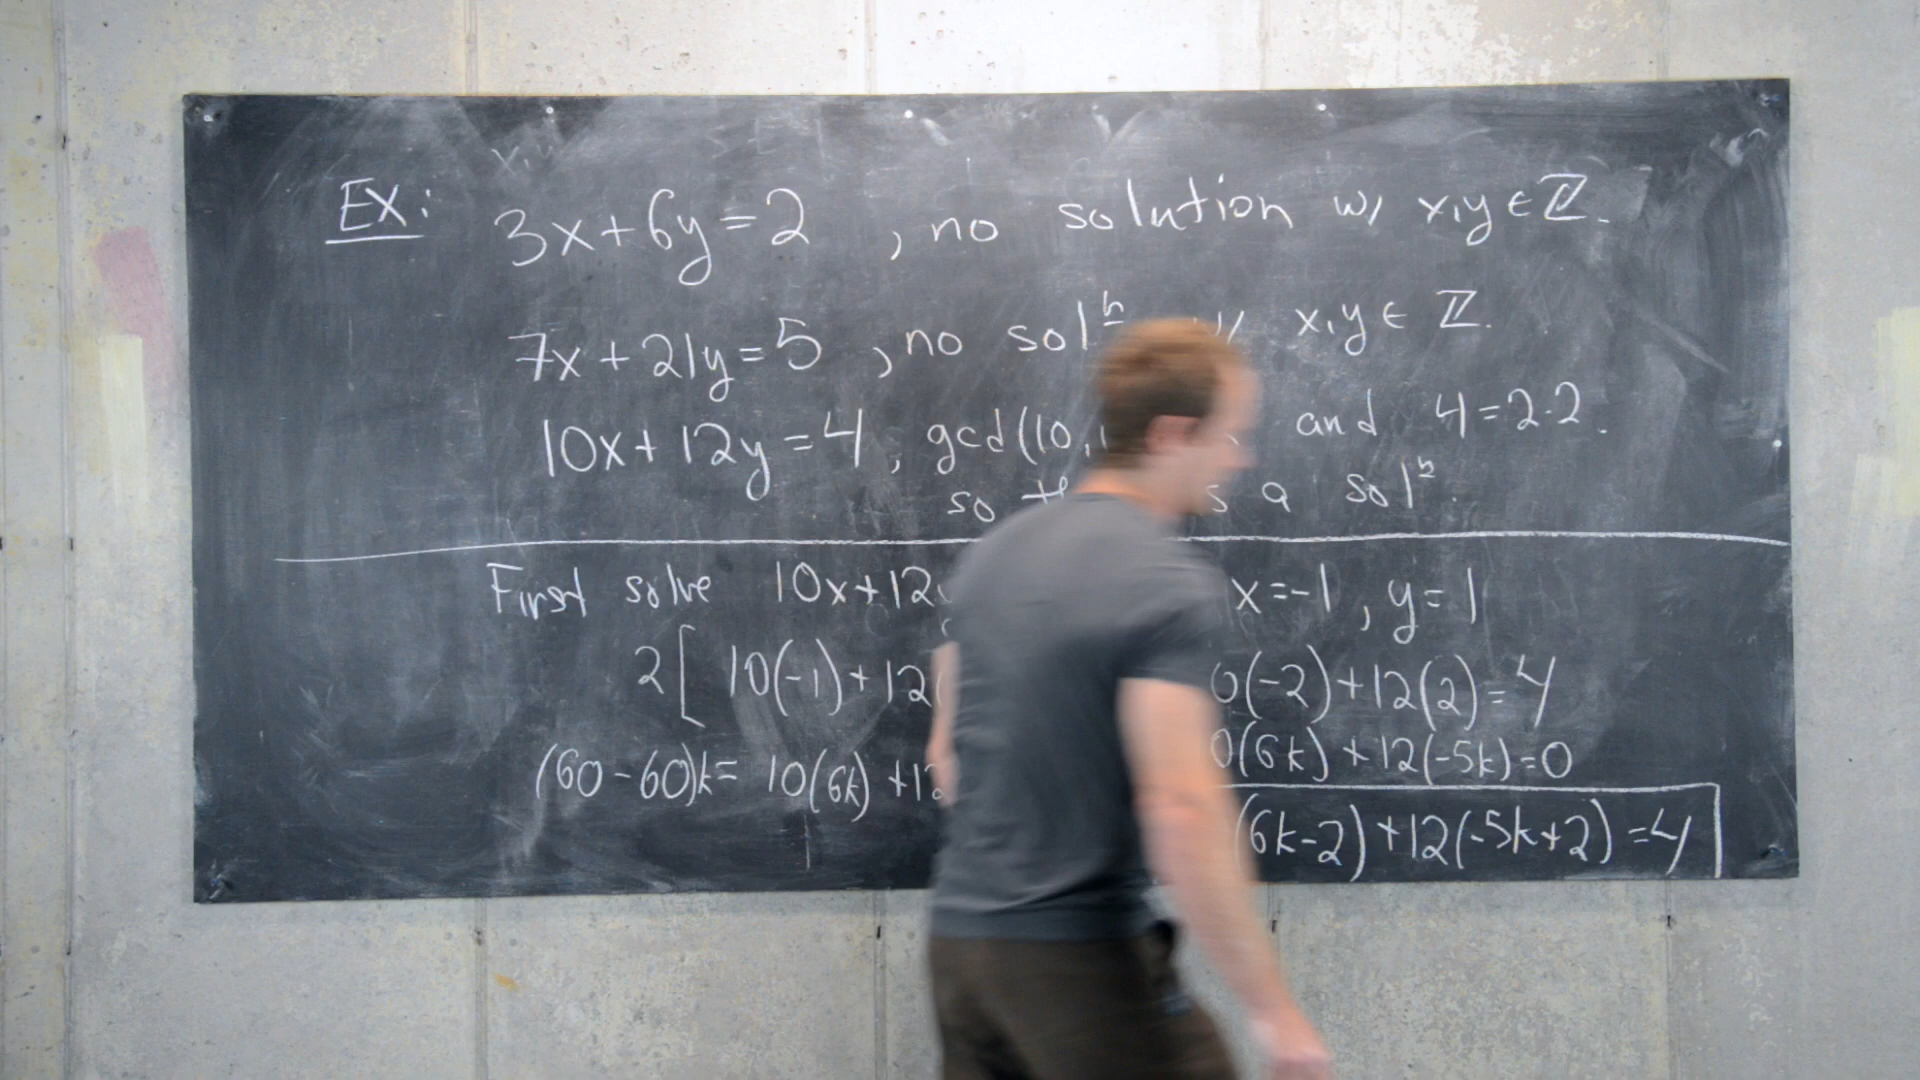 Ex: 3x+6y=2, no solution w/ x,y∈ℤ.
7x+21y=5, no solⁿ w/ x,y∈ℤ.
10x+12y=4, gcd(10, and 4=2·2.
so a solⁿ.
First solve 10x+12y x=-1, y=1
2[ 10(-1)+12( 0(-2)+12(2)=4
(60-60)k= 10(6k)+12 0(6k)+12(-5k)=0
(6k-2)+12(-5k+2)=4